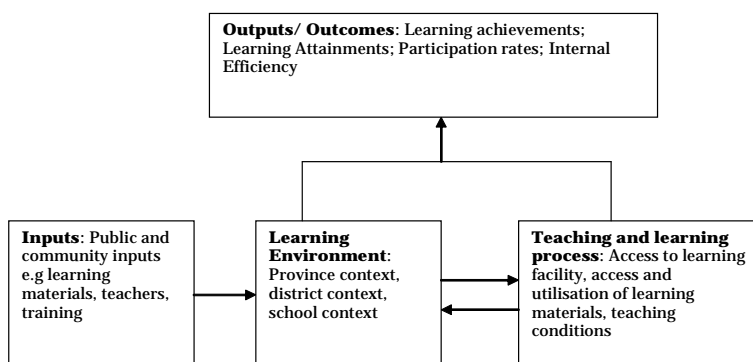 Outputs/ Outcomes: Learning achievements;
Learning Attainments; Participation rates; Internal
Efficiency
Inputs: Public and
community inputs
e.g learning
materials, teachers,
training
Learning
Environment:
Province context,
district context,
school context
Teaching and learning
process: Access to learning
facility, access and
utilisation of learning
materials, teaching
conditions